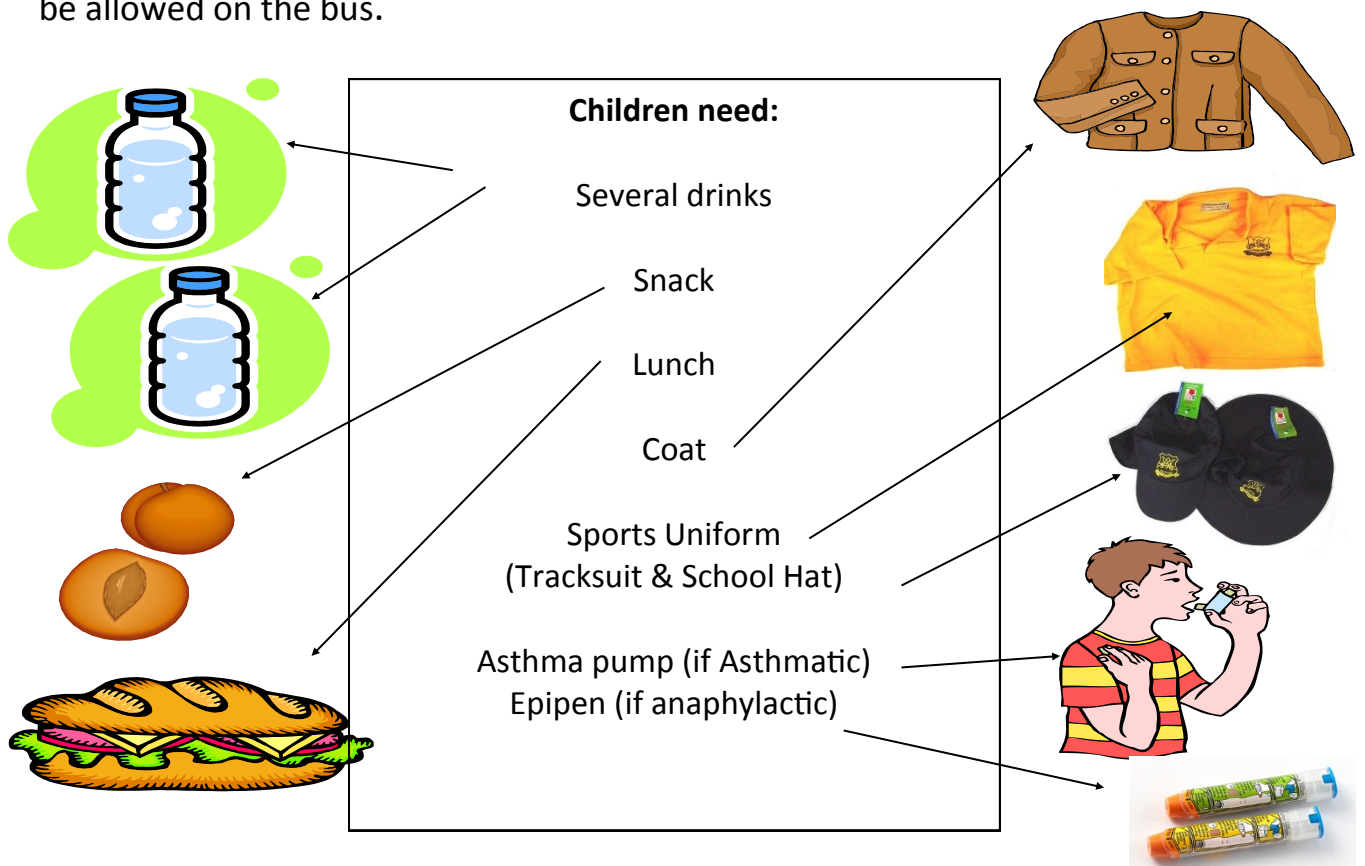 be allowed on the bus.
Children need:
Several drinks
Snack
Lunch
Coat
Sports Uniform
(Tracksuit & School Hat)
Asthma pump (if Asthmatic)
Epipen (if anaphylactic)